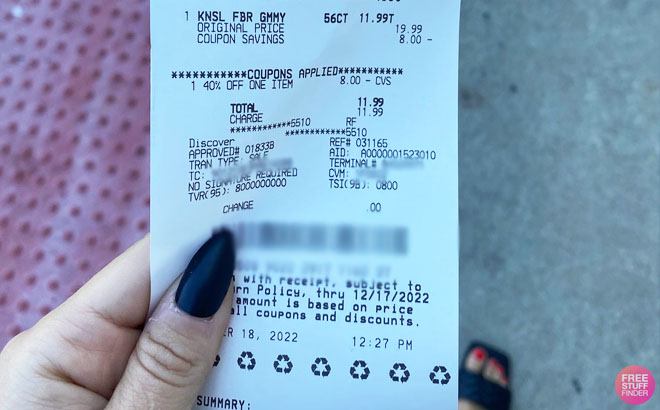 1 KNSL FBR GMMY 56CT 11.99T
ORIGINAL PRICE 19.99
COUPON SAVINGS 8.00 -
***********COUPONS APPLIED***********
1 40% OFF ONE ITEM 8.00 - CVS
TOTAL 11.99
CHARGE 11.99
***********5510 RF
Discover ***********5510
APPROVED# 01833B REF# 031165
TRAN TYPE: SALE AID: A0000001523010
TC: TERMINAL#
NO SIGNATURE REQUIRED CVM:
TVR(95): 8000000000 TSI(9B): 0800
CHANGE .00
with receipt, subject to
rn Policy, thru 12/17/2022
amount is based on price
all coupons and discounts.
ER 18, 2022 12:27 PM
SUMMARY:
FREE
STUFF
FINDER